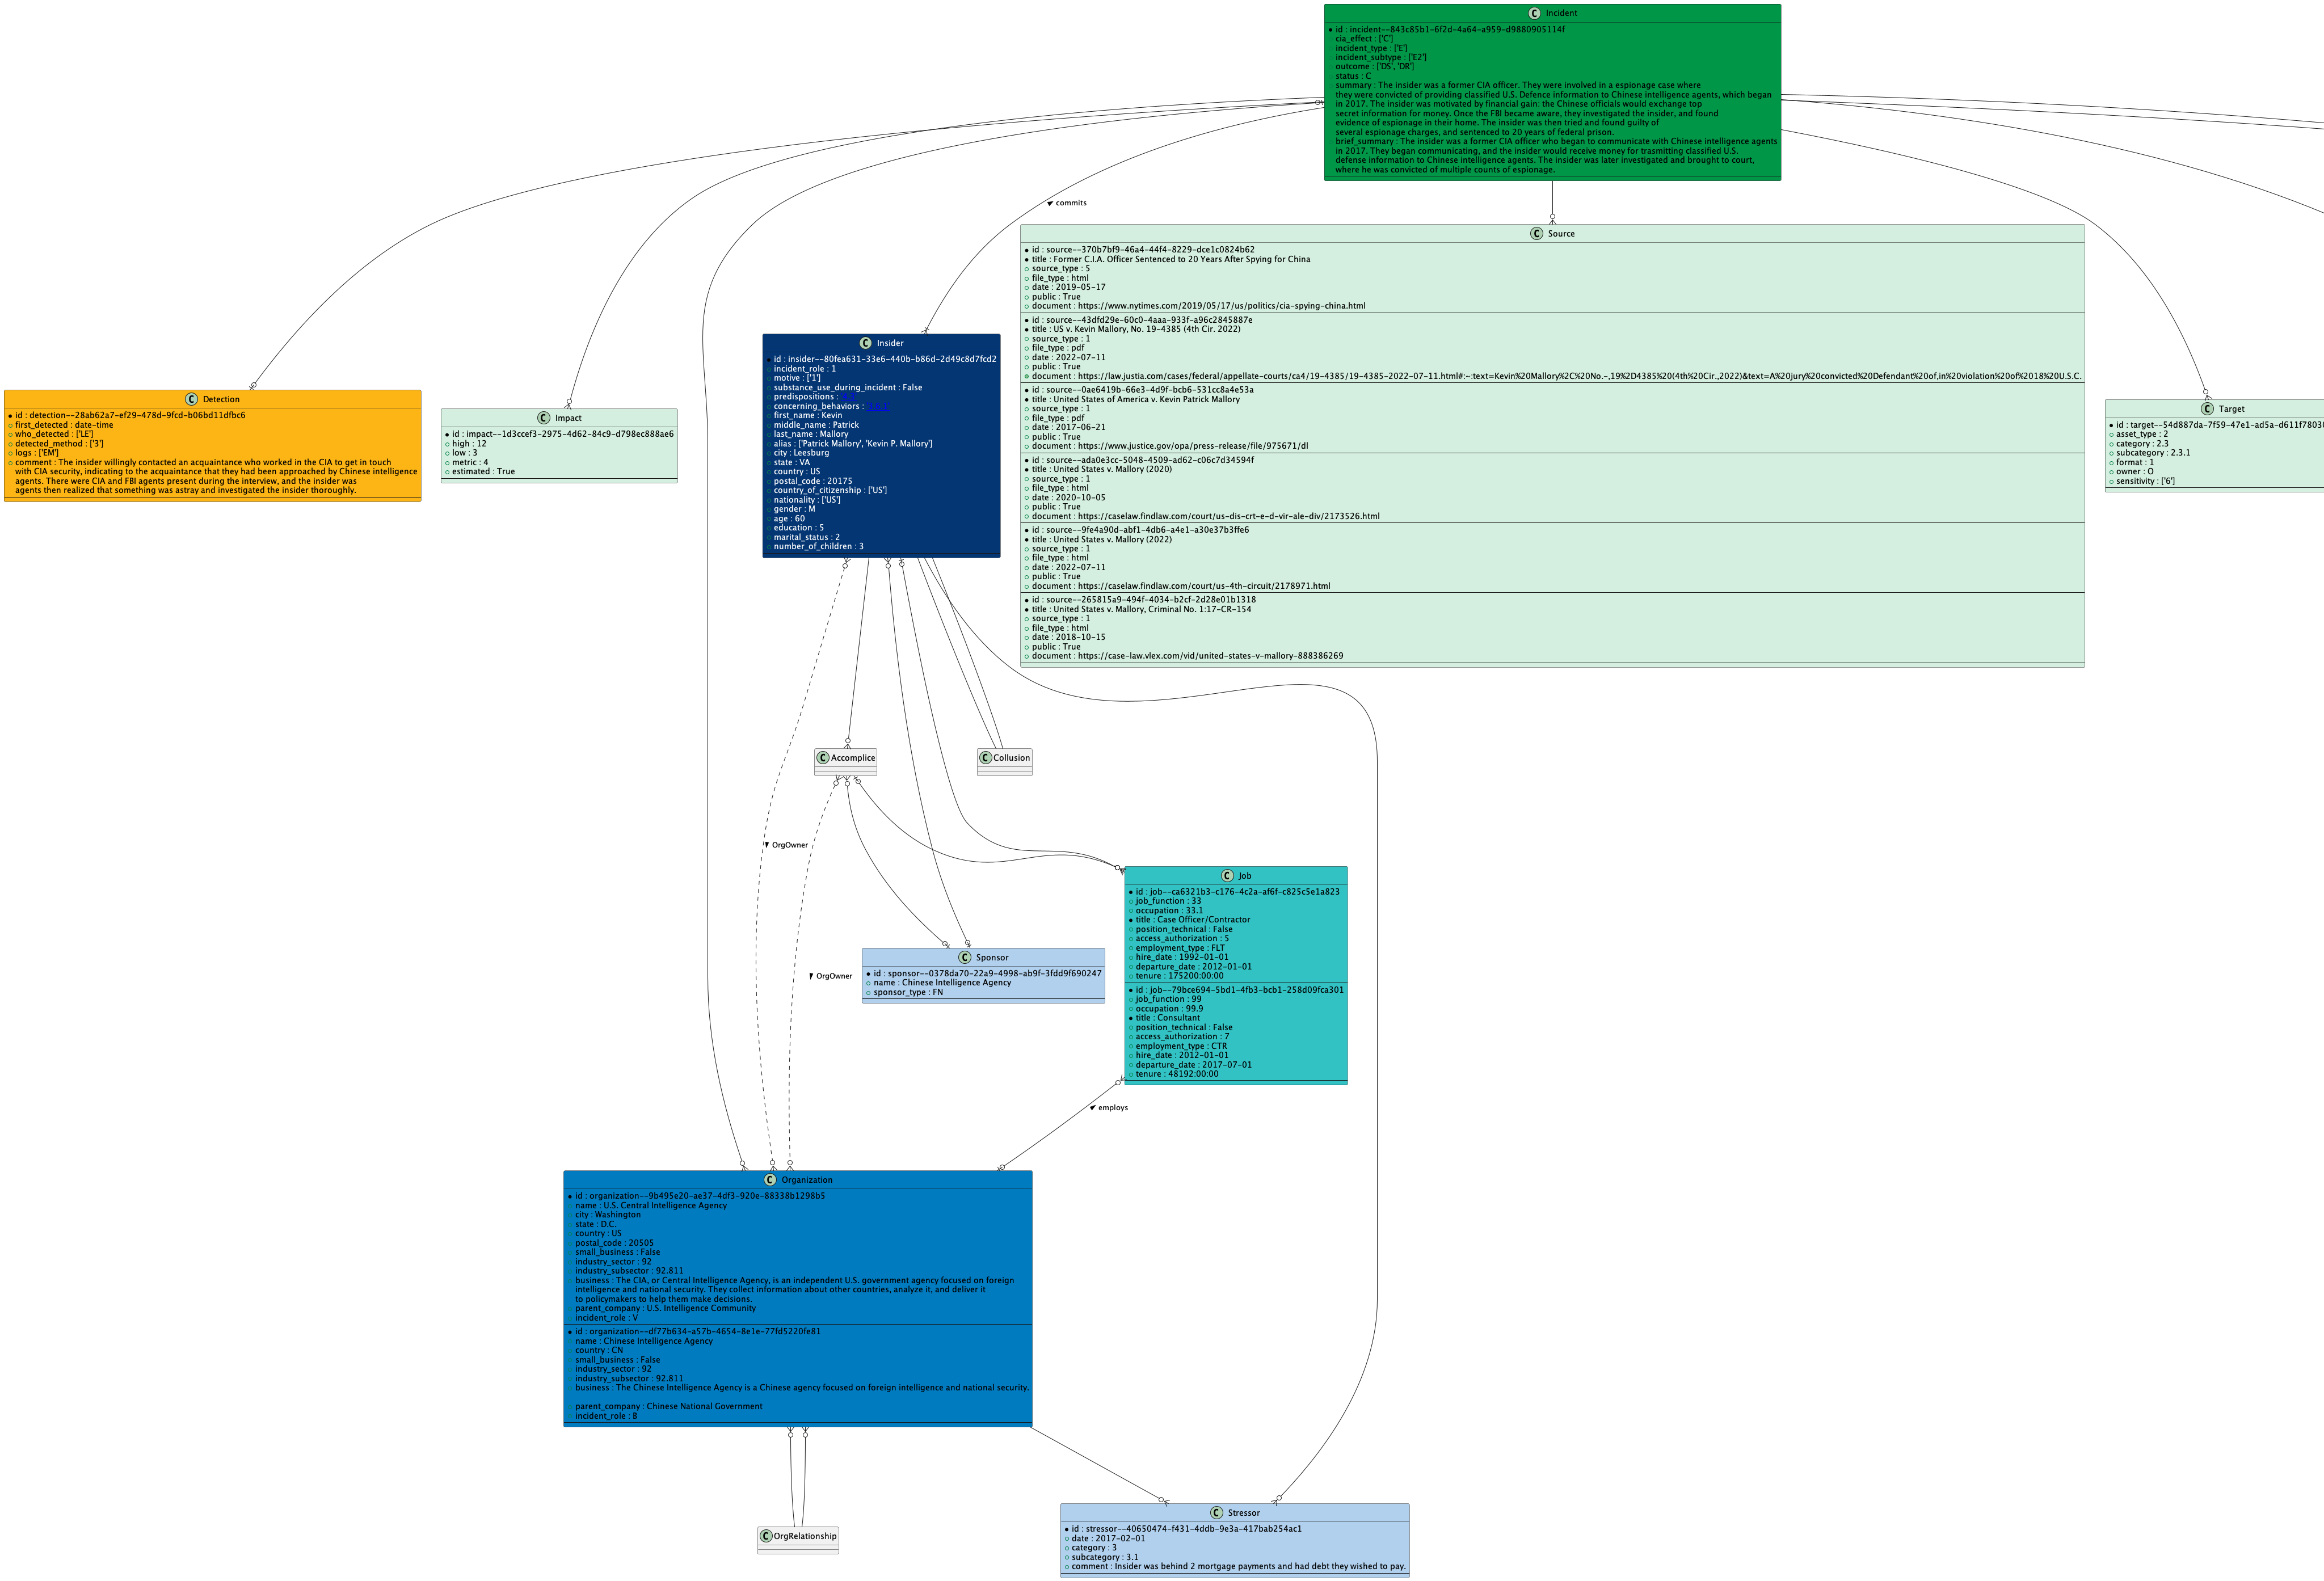 Incident
id : incident--843c85b1-6f2d-4a64-a959-d9880905114f
cia_effect : ['C']
incident_type : ['E']
incident_subtype : ['E2']
outcome : ['DS', 'DR']
status : C
summary : The insider was a former CIA officer. They were involved in a espionage case where
they were convicted of providing classified U.S. Defence information to Chinese intelligence agents, which began
in 2017. The insider was motivated by financial gain: the Chinese officials would exchange top
secret information for money. Once the FBI became aware, they investigated the insider, and found
evidence of espionage in their home. The insider was then tried and found guilty of
several espionage charges, and sentenced to 20 years of federal prison.
brief_summary : The insider was a former CIA officer who began to communicate with Chinese intelligence agents
in 2017. They began communicating, and the insider would receive money for trasmitting classified U.S.
defense information to Chinese intelligence agents. The insider was later investigated and brought to court,
where he was convicted of multiple counts of espionage.
commits
Source
id : source--370b7bf9-46a4-44f4-8229-dce1c0824b62
title : Former C.I.A. Officer Sentenced to 20 Years After Spying for China
source_type : 5
file_type : html
date : 2019-05-17
public : True
document : https://www.nytimes.com/2019/05/17/us/politics/cia-spying-china.html
id : source--43dfd29e-60c0-4aaa-933f-a96c2845887e
title : US v. Kevin Mallory, No. 19-4385 (4th Cir. 2022)
source_type : 1
file_type : pdf
date : 2022-07-11
public : True
document : https://law.justia.com/cases/federal/appellate-courts/ca4/19-4385/19-4385-2022-07-11.html#:~:text=Kevin%20Mallory%2C%20No.~,19%2D4385%20(4th%20Cir.,2022)&text=A%20jury%20convicted%20Defendant%20of,in%20violation%20of%2018%20U.S.C.
id : source--0ae6419b-66e3-4d9f-bcb6-531cc8a4e53a
title : United States of America v. Kevin Patrick Mallory
source_type : 1
file_type : pdf
date : 2017-06-21
public : True
document : https://www.justice.gov/opa/press-release/file/975671/dl
id : source--ada0e3cc-5048-4509-ad62-c06c7d34594f
title : United States v. Mallory (2020)
source_type : 1
file_type : html
date : 2020-10-05
public : True
document : https://caselaw.findlaw.com/court/us-dis-crt-e-d-vir-ale-div/2173526.html
id : source--9fe4a90d-abf1-4db6-a4e1-a30e37b3ffe6
title : United States v. Mallory (2022)
source_type : 1
file_type : html
date : 2022-07-11
public : True
document : https://caselaw.findlaw.com/court/us-4th-circuit/2178971.html
id : source--265815a9-494f-4034-b2cf-2d28e01b1318
title : United States v. Mallory, Criminal No. 1:17-CR-154
source_type : 1
file_type : html
date : 2018-10-15
public : True
document : https://case-law.vlex.com/vid/united-states-v-mallory-888386269
Insider
id : insider--80fea631-33e6-440b-b86d-2d49c8d7fcd2
incident_role : 1
motive : ['1']
substance_use_during_incident : False
predispositions :
concerning_behaviors :
first_name : Kevin
middle_name : Patrick
last_name : Mallory
alias : ['Patrick Mallory', 'Kevin P. Mallory']
city : Leesburg
state : VA
country : US
postal_code : 20175
country_of_citizenship : ['US']
nationality : ['US']
gender : M
age : 60
education : 5
marital_status : 2
number_of_children : 3
Detection
id : detection--28ab62a7-ef29-478d-9fcd-b06bd11dfbc6
first_detected : date-time
who_detected : ['LE']
detected_method : ['3']
logs : ['EM']
comment : The insider willingly contacted an acquaintance who worked in the CIA to get in touch
with CIA security, indicating to the acquaintance that they had been approached by Chinese intelligence
agents. There were CIA and FBI agents present during the interview, and the insider was
agents then realized that something was astray and investigated the insider thoroughly.
Impact
id : impact--1d3ccef3-2975-4d62-84c9-d798ec888ae6
high : 12
low : 3
metric : 4
estimated : True
Target
id : target--54d887da-7f59-47e1-ad5a-d611f7803
asset_type : 2
category : 2.3
subcategory : 2.3.1
format : 1
owner : O
sensitivity : ['6']
Accomplice
Collusion
OrgOwner
OrgOwner
Job
id : job--ca6321b3-c176-4c2a-af6f-c825c5e1a823
job_function : 33
occupation : 33.1
title : Case Officer/Contractor
position_technical : False
access_authorization : 5
employment_type : FLT
hire_date : 1992-01-01
departure_date : 2012-01-01
tenure : 175200:00:00
id : job--79bce694-5bd1-4fb3-bcb1-258d09fca301
job_function : 99
occupation : 99.9
title : Consultant
position_technical : False
access_authorization : 7
employment_type : CTR
hire_date : 2012-01-01
departure_date : 2017-07-01
tenure : 48192:00:00
Sponsor
id : sponsor--0378da70-22a9-4998-ab9f-3fdd9f690247
name : Chinese Intelligence Agency
sponsor_type : FN
employs
Organization
id : organization--9b495e20-ae37-4df3-920e-88338b1298b5
name : U.S. Central Intelligence Agency
city : Washington
state : D.C.
country : US
postal_code : 20505
small_business : False
industry_sector : 92
industry_subsector : 92.811
business : The CIA, or Central Intelligence Agency, is an independent U.S. government agency focused on foreign
intelligence and national security. They collect information about other countries, analyze it, and deliver it
to policymakers to help them make decisions.
parent_company : U.S. Intelligence Community
incident_role : V
id : organization--df77b634-a57b-4654-8e1e-77fd5220fe81
name : Chinese Intelligence Agency
country : CN
small_business : False
industry_sector : 92
industry_subsector : 92.811
business : The Chinese Intelligence Agency is a Chinese agency focused on foreign intelligence and national security.
parent_company : Chinese National Government
incident_role : B
OrgRelationship
Stressor
id : stressor--40650474-f431-4ddb-9e3a-417bab254ac1
date : 2017-02-01
category : 3
subcategory : 3.1
comment : Insider was behind 2 mortgage payments and had debt they wished to pay.